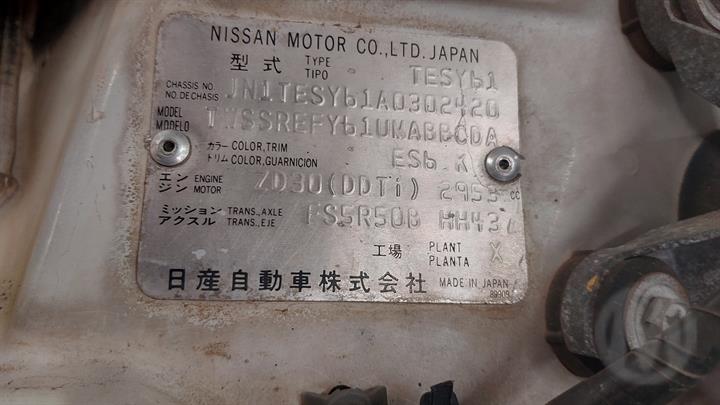 NISSAN MOTOR CO.,LTD. JAPAN
型式 TYPE TIPO TESY61
CHASSIS NO. NO. DE CHASIS JN1TESY61A0302420
MODEL MODELO TWSSREFY61UMABBCDA
カラー COLOR,TRIM トリム COLOR,GUARNICION ES6 K
エンジン ENGINE MOTOR ZD30(DDTi) 2953 cc
ミッション TRANS.,AXLE アクスル TRANS.,EJE FS5R50B HH43
工場 PLANT PLANTA X
日産自動車株式会社 MADE IN JAPAN
89909